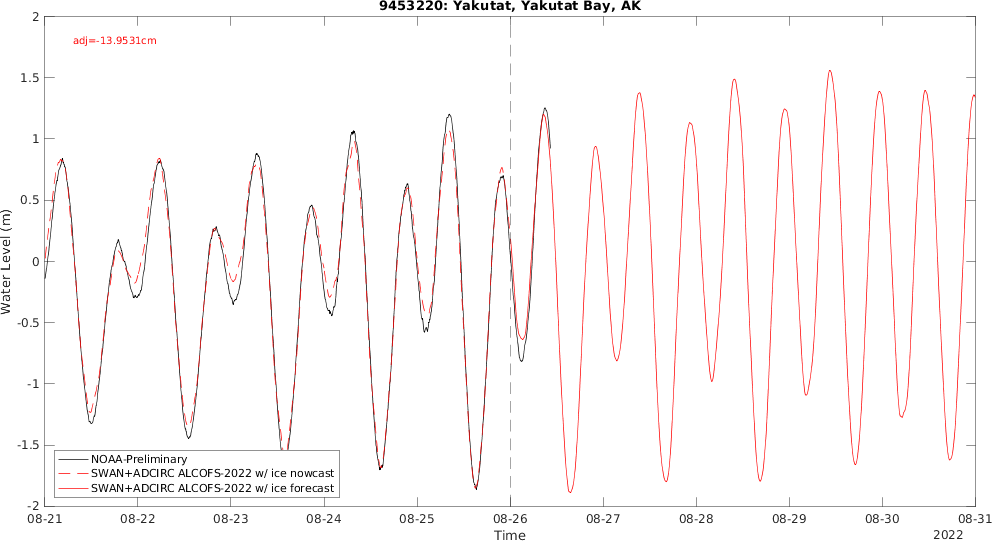 9453220: Yakutat, Yakutat Bay, AK
adj=-13.9531cm
2
1.5
1
0.5
0
-0.5
-1
-1.5
-2
Water Level (m)
NOAA-Preliminary
SWAN+ADCIRC ALCOFS-2022 w/ ice nowcast
SWAN+ADCIRC ALCOFS-2022 w/ ice forecast
08-21 08-22 08-23 08-24 08-25 08-26 08-27 08-28 08-29 08-30 08-31
Time
2022